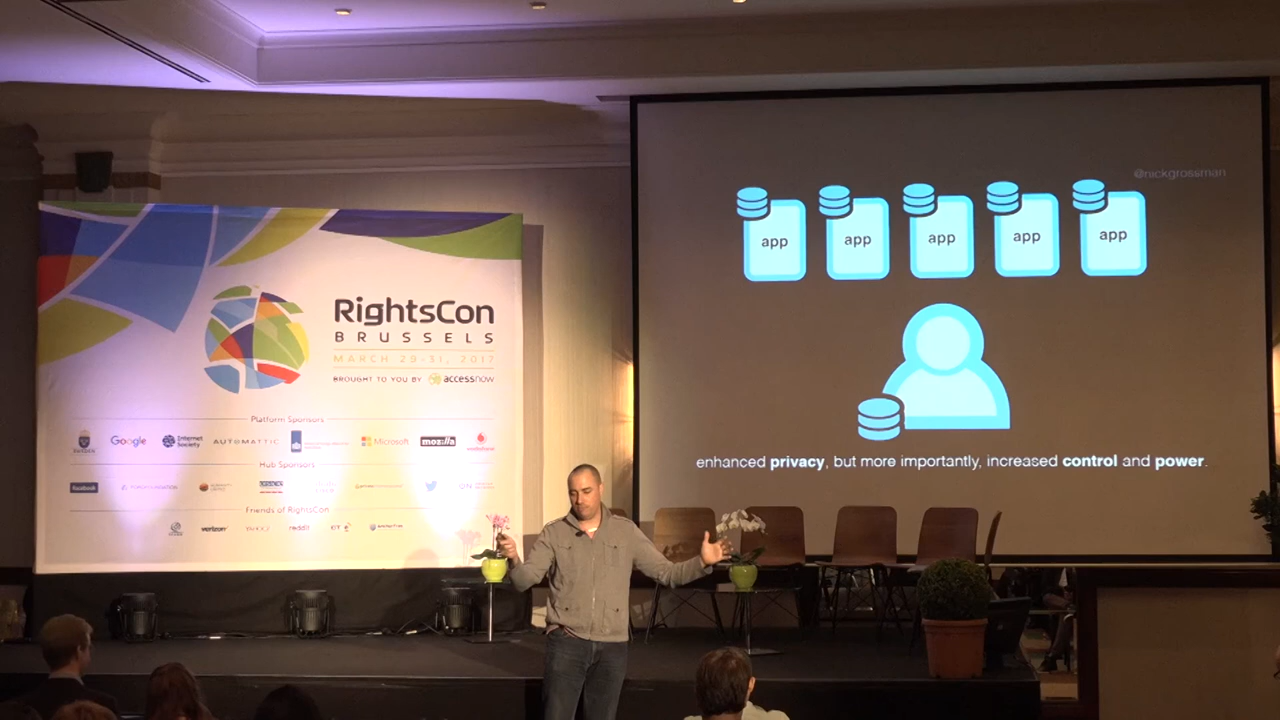 RightsCon
BRUSSELS
MARCH 29-31, 2017
BROUGHT TO YOU BY accessnow
Platform Sponsors
Google Internet Society AUTOMATTIC Microsoft moz://a vodafone
Hub Sponsors
facebook
Friends of RightsCon
verizon reddit
@nickgrossman
app app app app app
enhanced privacy, but more importantly, increased control and power.